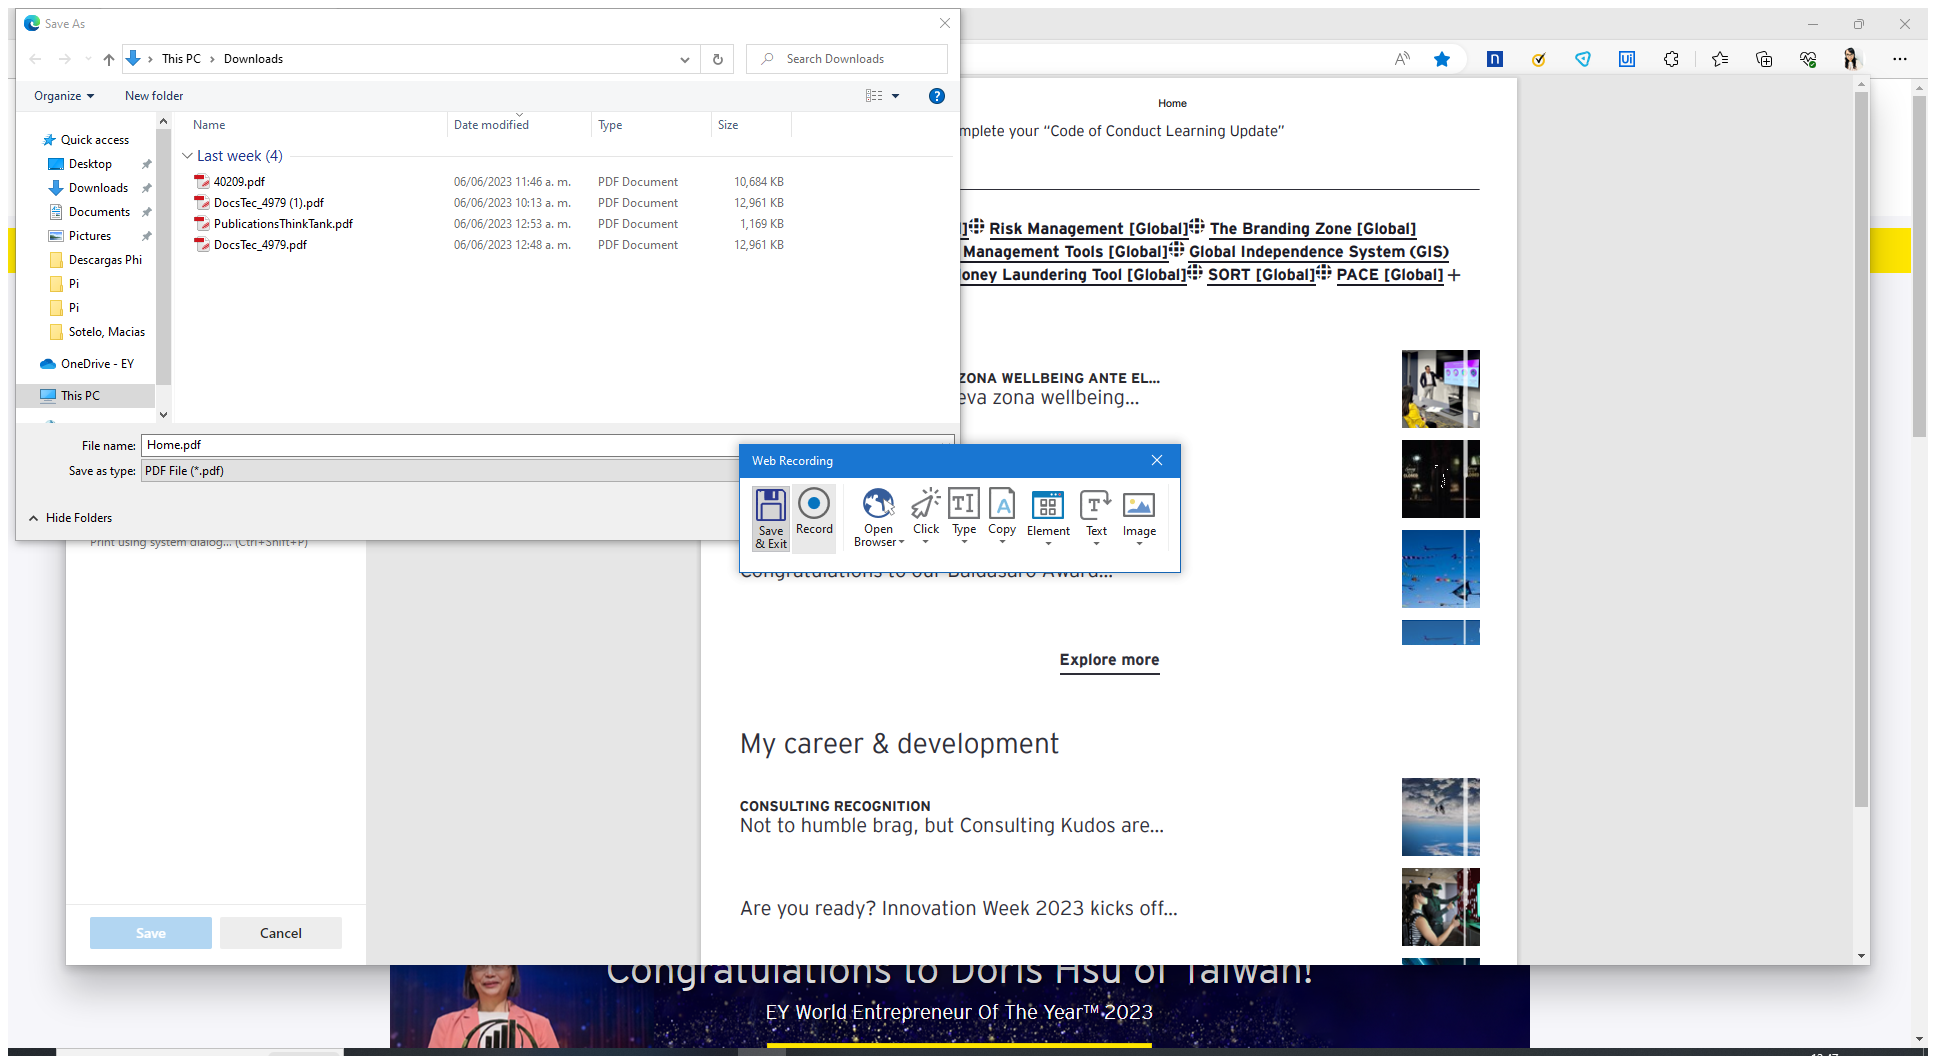 Save As
This PC
Downloads
Search Downloads
Organize
New folder
?
Name
Date modified
Type
Size
Quick access
Desktop
Downloads
Documents
Pictures
Descargas Phi
Pi
Pi
Sotelo, Macias
OneDrive - EY
This PC
Last week (4)
40209.pdf 06/06/2023 11:46 a. m. PDF Document 10,684 KB
DocsTec_4979 (1).pdf 06/06/2023 10:13 a. m. PDF Document 12,961 KB
PublicationsThinkTank.pdf 06/06/2023 12:53 a. m. PDF Document 1,169 KB
DocsTec_4979.pdf 06/06/2023 12:48 a. m. PDF Document 12,961 KB
File name: Home.pdf
Save as type: PDF File (*.pdf)
Hide Folders
Print using system dialog... (Ctrl+Shift+P)
Save
Cancel
Web Recording
Save & Exit
Record
Open Browser
Click
Type
Copy
Element
Text
Image
Home
mplete your “Code of Conduct Learning Update”
] Risk Management [Global] The Branding Zone [Global]
Management Tools [Global] Global Independence System (GIS)
oney Laundering Tool [Global] SORT [Global] PACE [Global] +
ZONA WELLBEING ANTE EL...
eva zona wellbeing...
Congratulations to our Baldasaro Award...
Explore more
My career & development
CONSULTING RECOGNITION
Not to humble brag, but Consulting Kudos are...
Are you ready? Innovation Week 2023 kicks off...
Congratulations to Doris Hsu of Taiwan!
EY World Entrepreneur Of The Year™ 2023